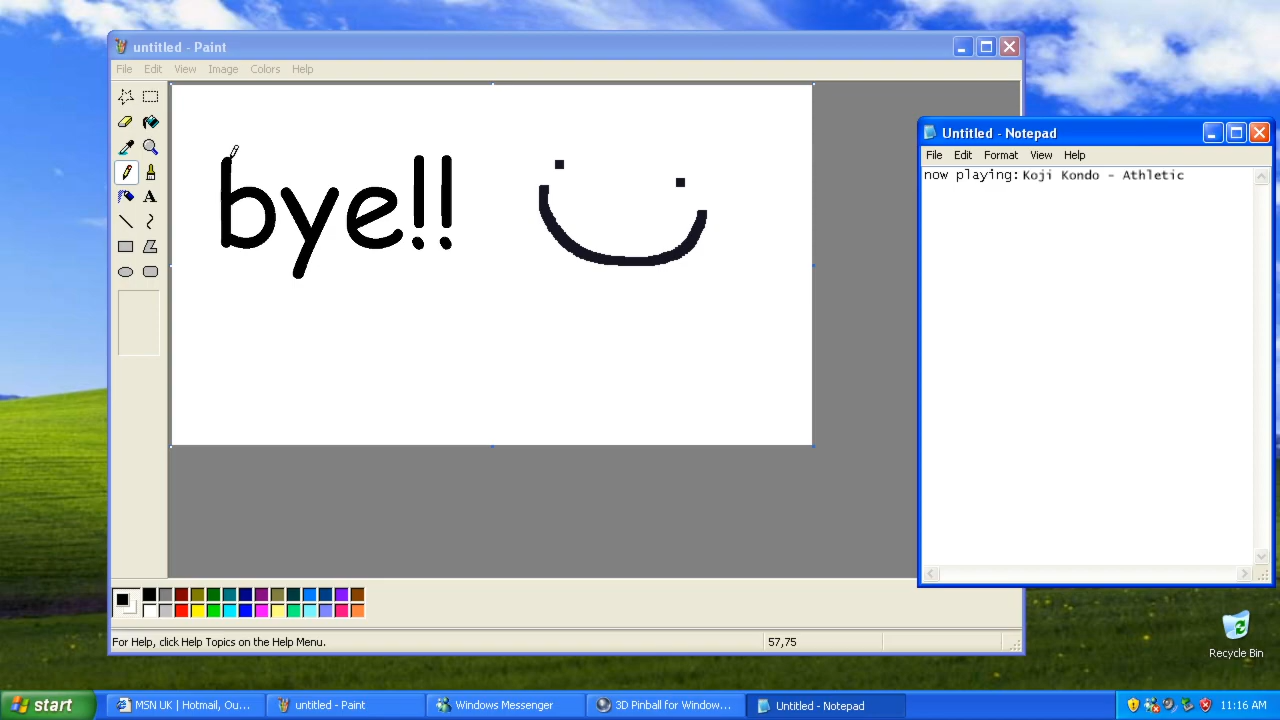 untitled - Paint
File Edit View Image Colors Help
bye!!
57,75
For Help, click Help Topics on the Help Menu.
Untitled - Notepad
File Edit Format View Help
now playing: Koji Kondo - Athletic
Recycle Bin
start
MSN UK | Hotmail, Ou...
untitled - Paint
Windows Messenger
3D Pinball for Window...
Untitled - Notepad
11:16 AM